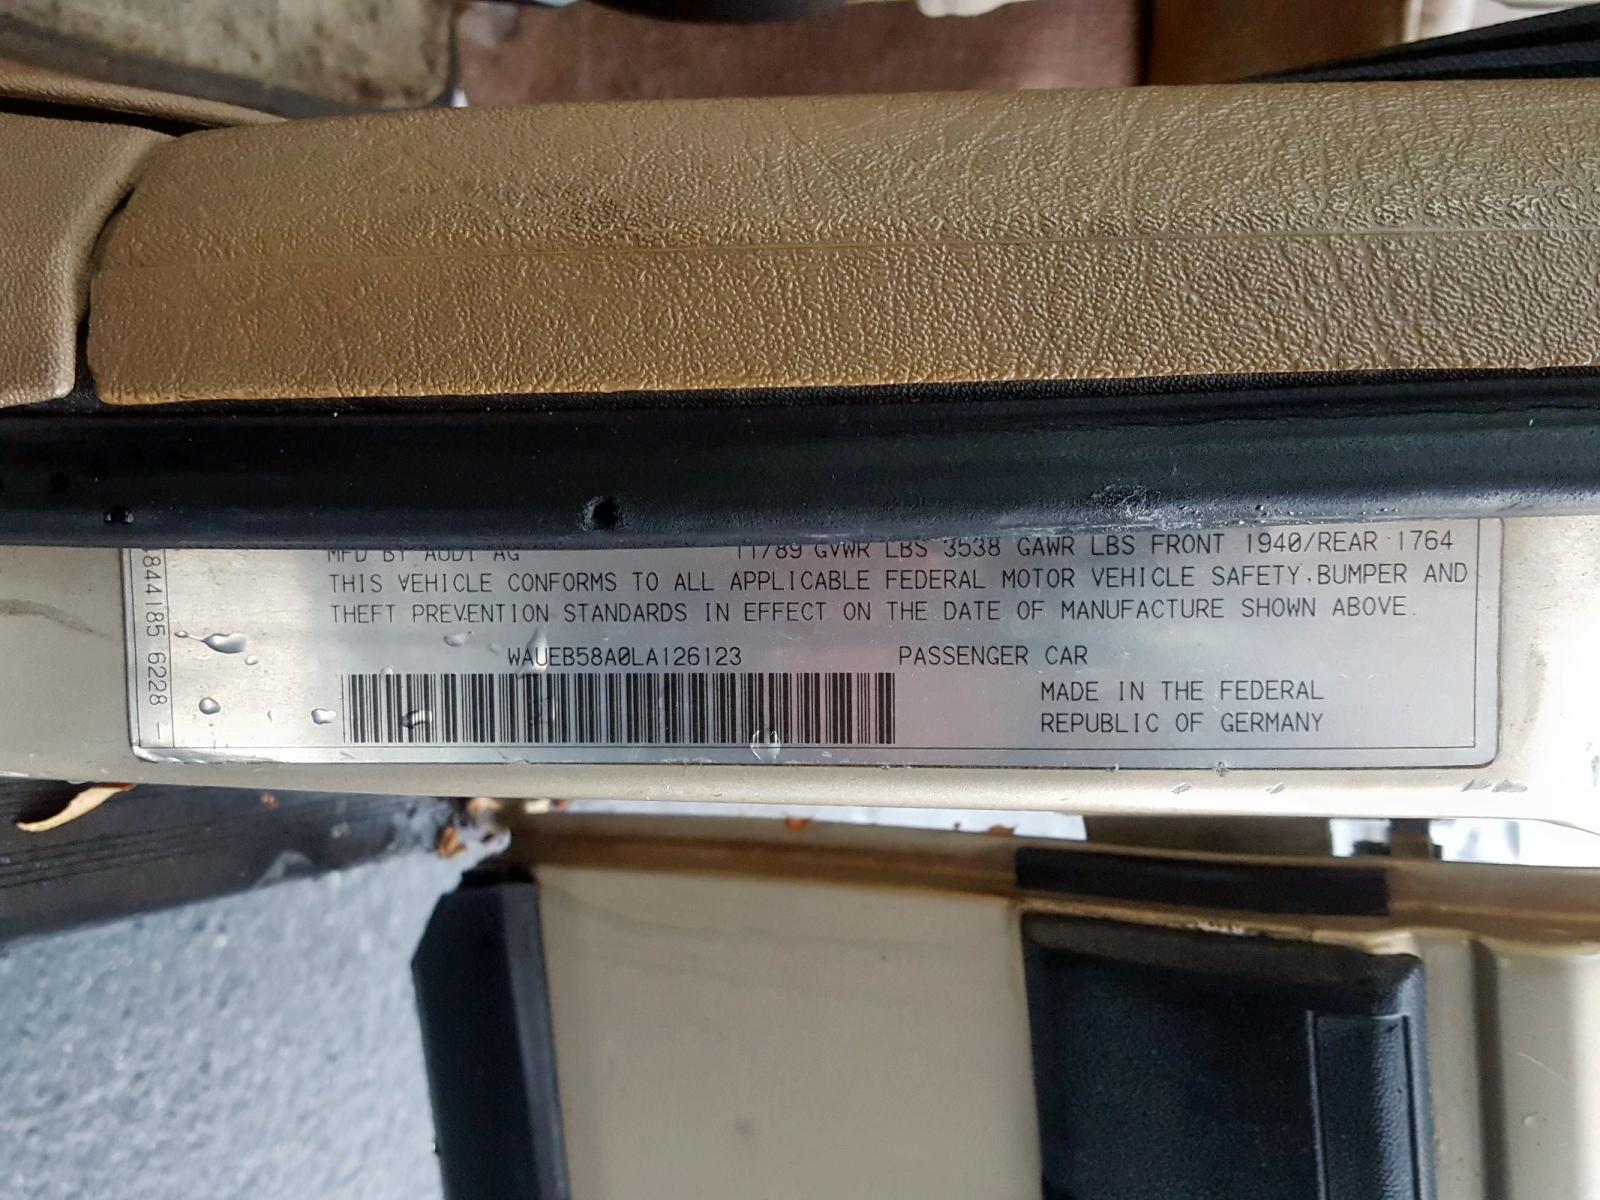 MFD BY AUDI AG 11/89 GVWR LBS 3538 GAWR LBS FRONT 1940/REAR 1764
THIS VEHICLE CONFORMS TO ALL APPLICABLE FEDERAL MOTOR VEHICLE SAFETY, BUMPER AND
THEFT PREVENTION STANDARDS IN EFFECT ON THE DATE OF MANUFACTURE SHOWN ABOVE.
WAUEB58A0LA126123 PASSENGER CAR
MADE IN THE FEDERAL
REPUBLIC OF GERMANY
844185 6228 -